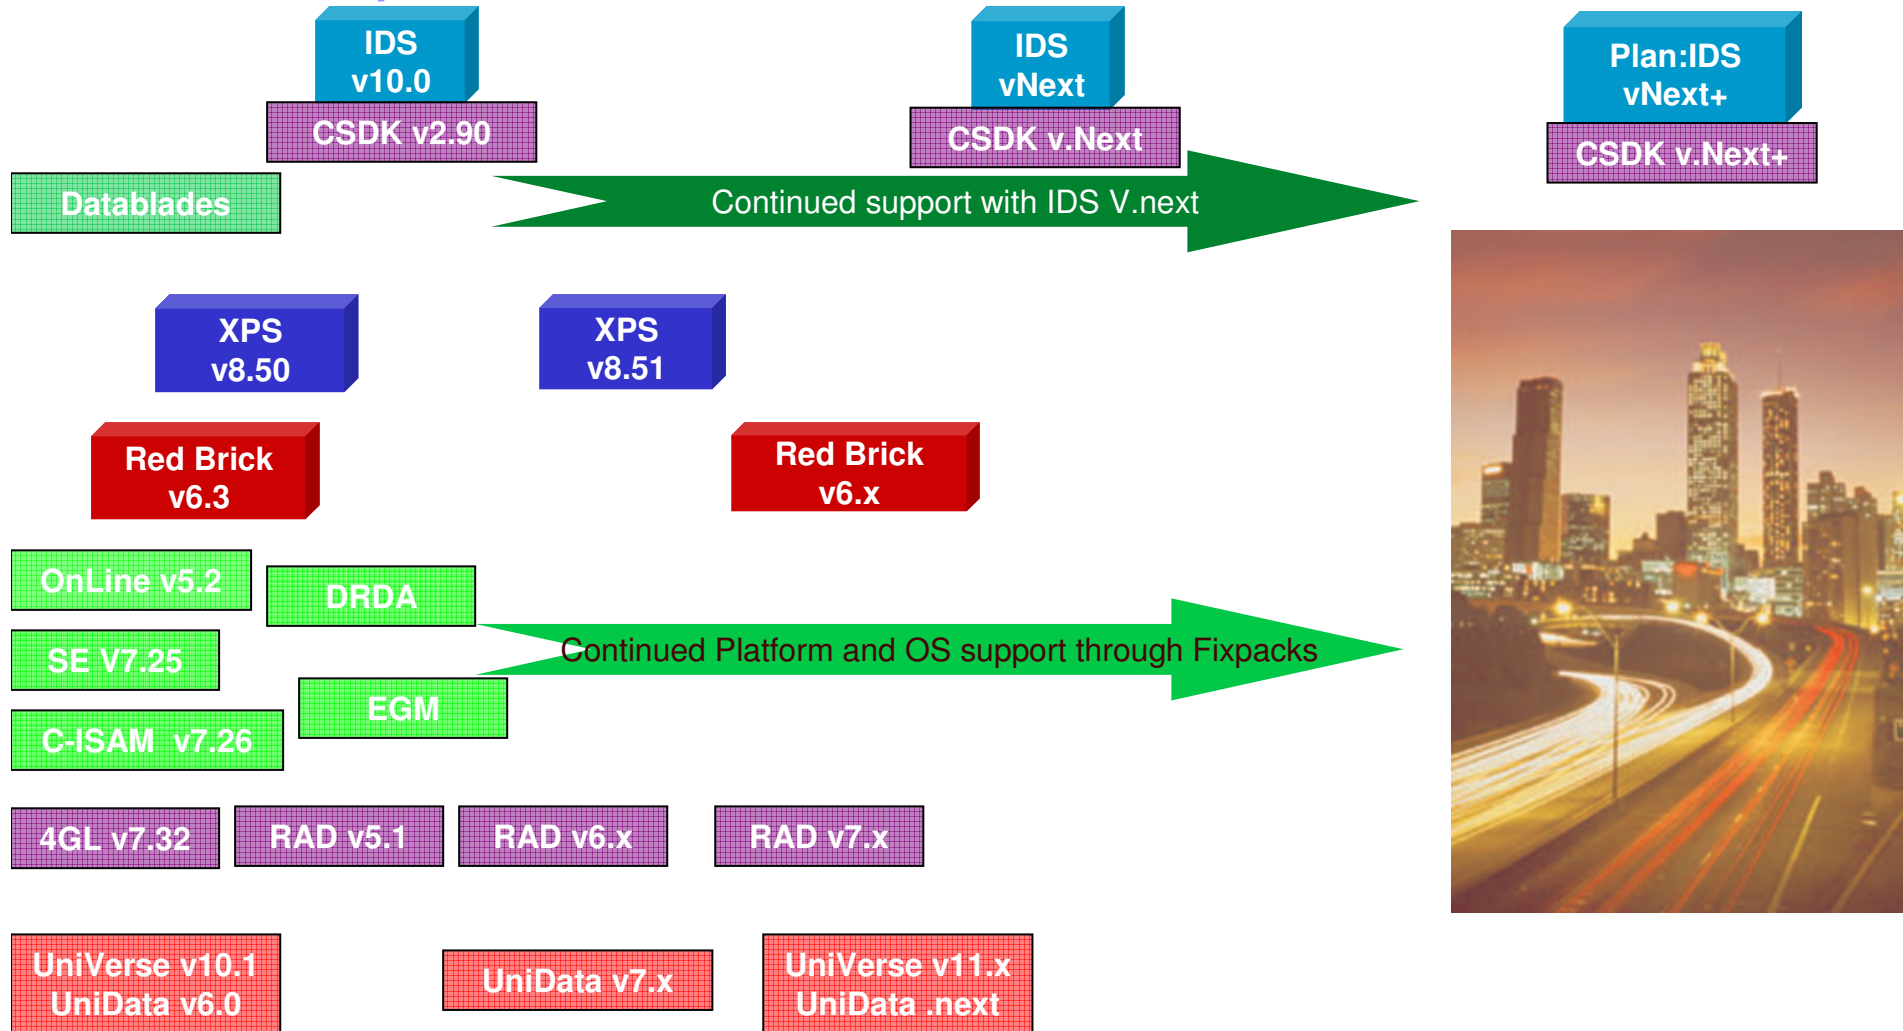 IDS
v10.0
CSDK v2.90
IDS
vNext
CSDK v.Next
Plan:IDS
vNext+
CSDK v.Next+
Datablades
Continued support with IDS V.next
XPS
v8.50
XPS
v8.51
Red Brick
v6.3
Red Brick
v6.x
OnLine v5.2
DRDA
SE V7.25
Continued Platform and OS support through Fixpacks
EGM
C-ISAM v7.26
4GL v7.32
RAD v5.1
RAD v6.x
RAD v7.x
UniVerse v10.1
UniData v6.0
UniData v7.x
UniVerse v11.x
UniData .next